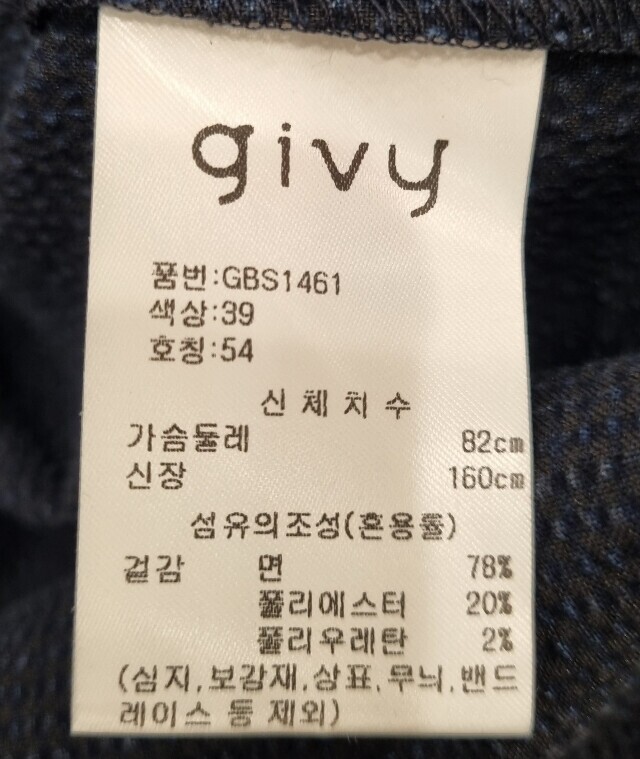 givy
품번:GBS1461
색상:39
호칭:54
신체치수
가슴둘레 82cm
신장 160cm
섬유의조성(혼용률)
겉감 면 78%
폴리에스터 20%
폴리우레탄 2%
(심지,보강재,상표,무늬,밴드
레이스 등 제외)